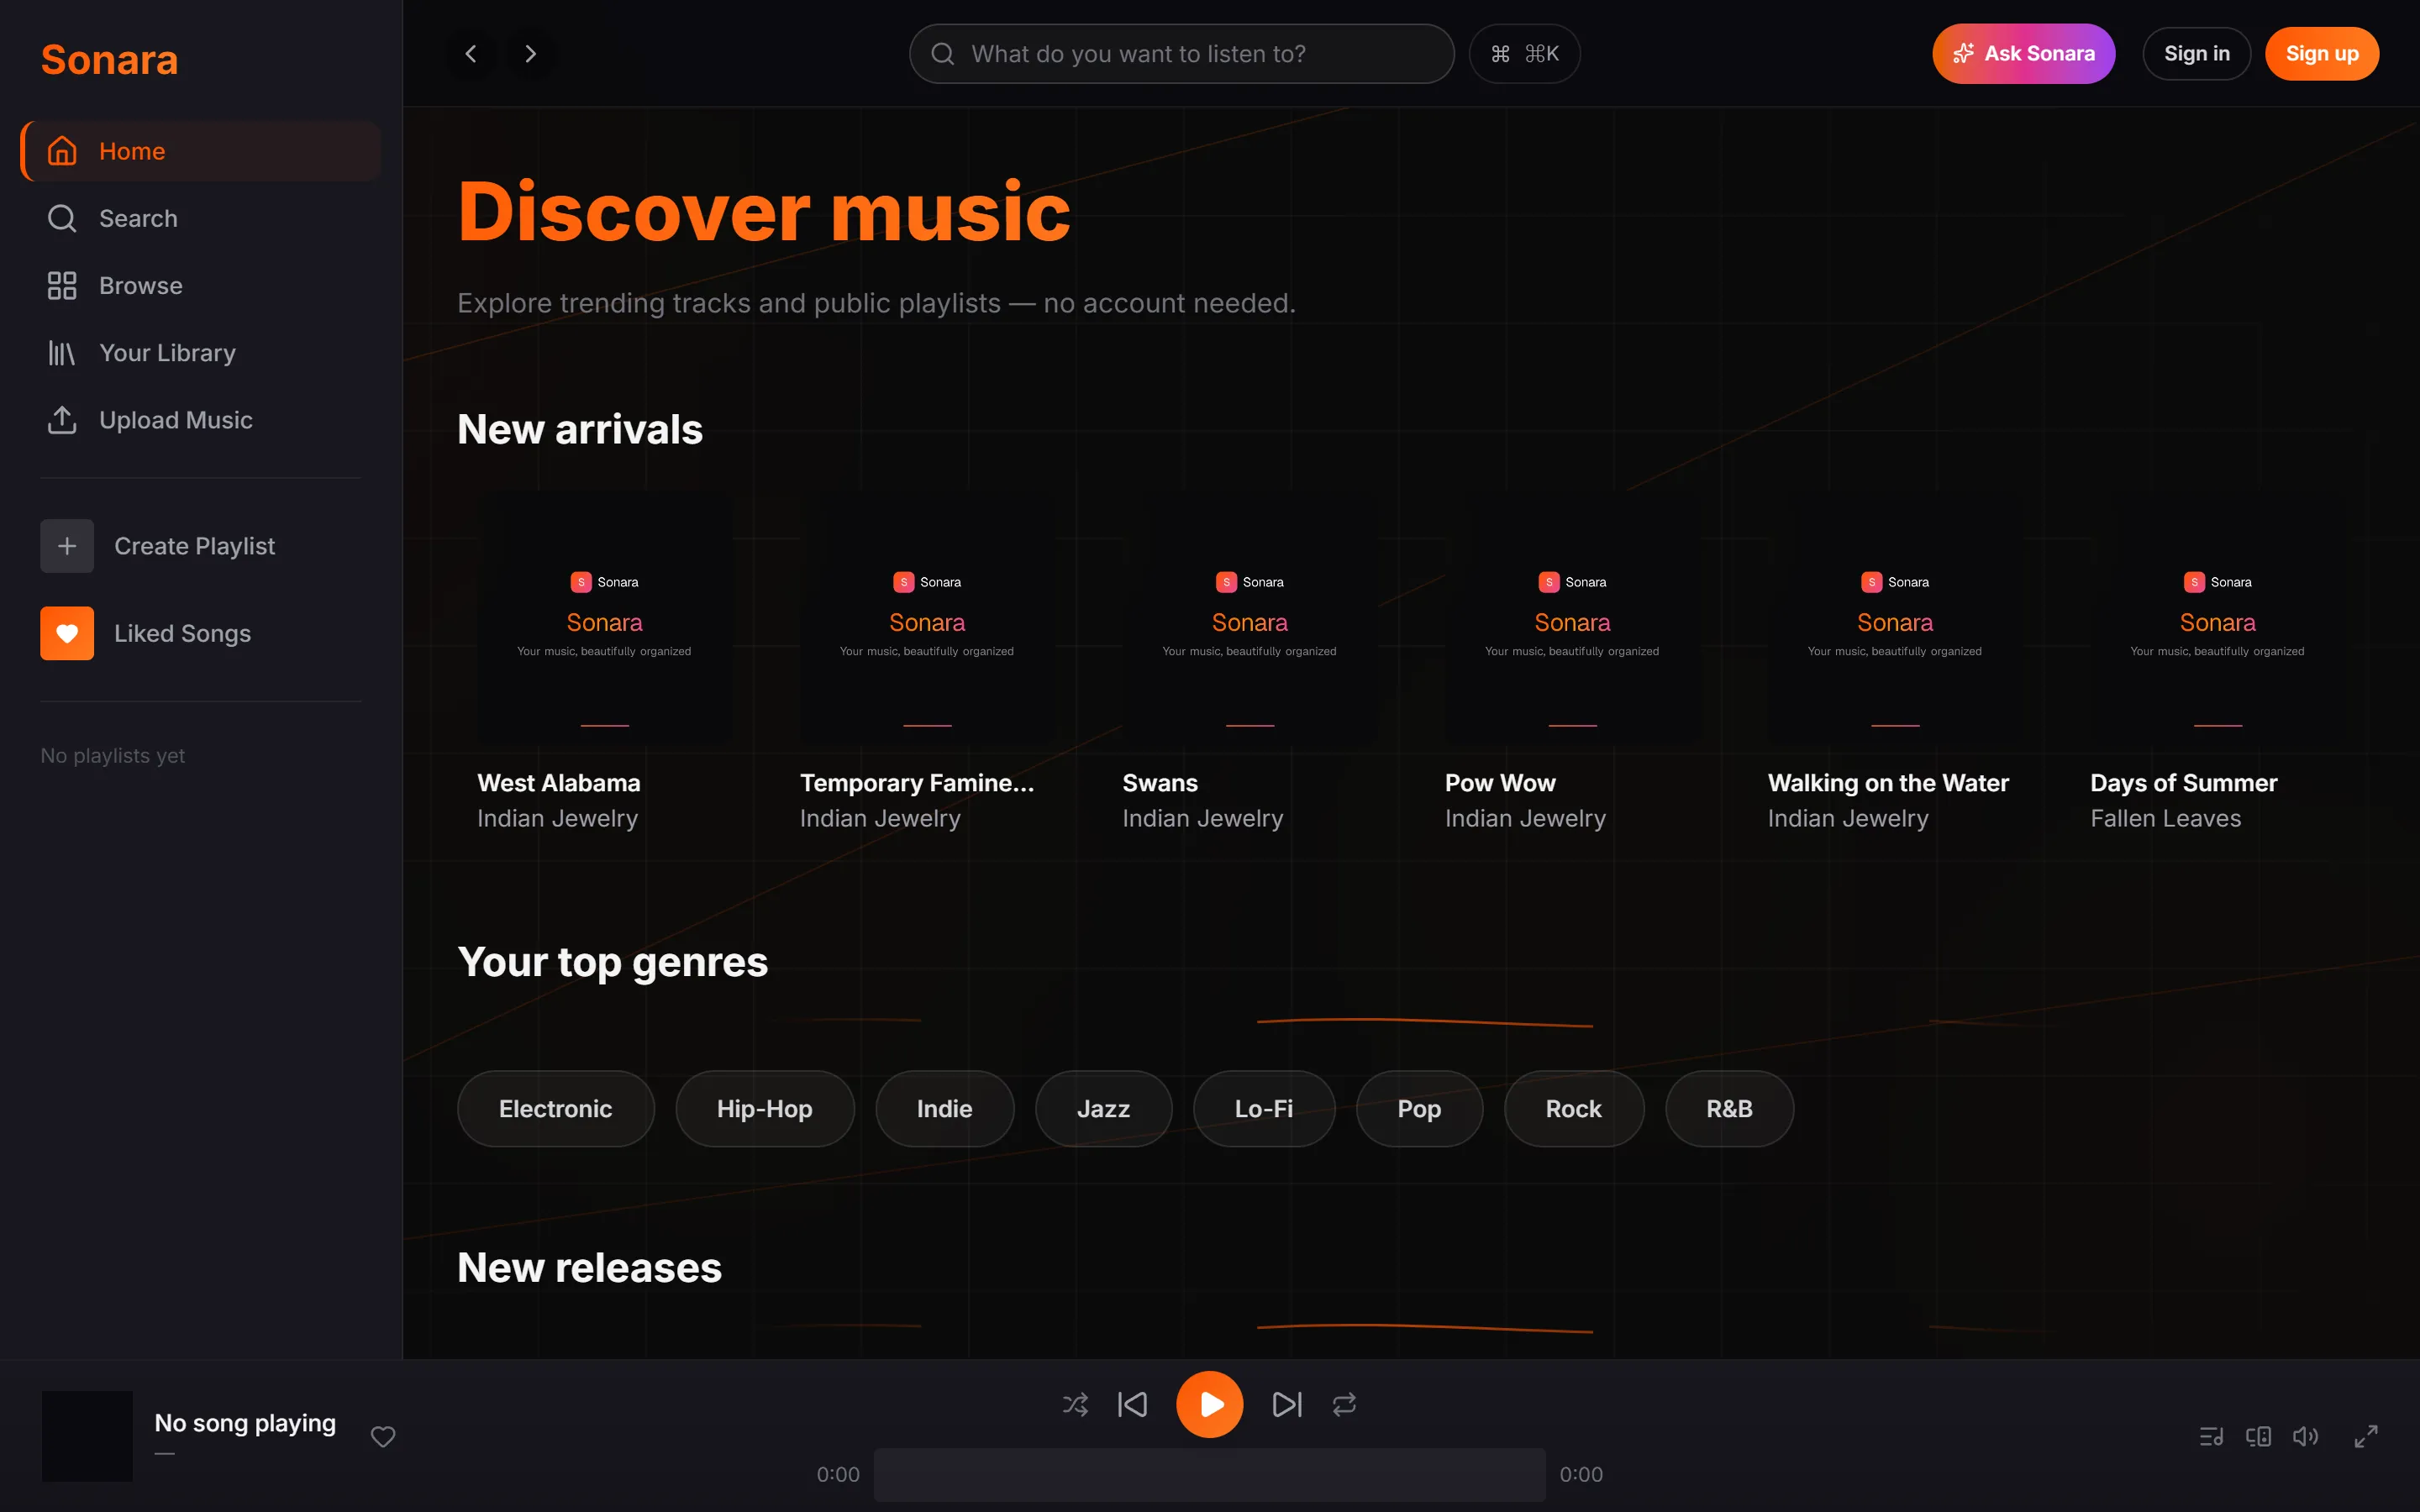 Sonara
Home
Search
Browse
Your Library
Upload Music
Create Playlist
Liked Songs
No playlists yet
What do you want to listen to?
⌘ ⌘K
Ask Sonara
Sign in
Sign up
Discover music
Explore trending tracks and public playlists — no account needed.
New arrivals
S Sonara
Sonara
Your music, beautifully organized
West Alabama
Indian Jewelry
S Sonara
Sonara
Your music, beautifully organized
Temporary Famine...
Indian Jewelry
S Sonara
Sonara
Your music, beautifully organized
Swans
Indian Jewelry
S Sonara
Sonara
Your music, beautifully organized
Pow Wow
Indian Jewelry
S Sonara
Sonara
Your music, beautifully organized
Walking on the Water
Indian Jewelry
S Sonara
Sonara
Your music, beautifully organized
Days of Summer
Fallen Leaves
Your top genres
Electronic
Hip-Hop
Indie
Jazz
Lo-Fi
Pop
Rock
R&B
New releases
No song playing
—
0:00
0:00